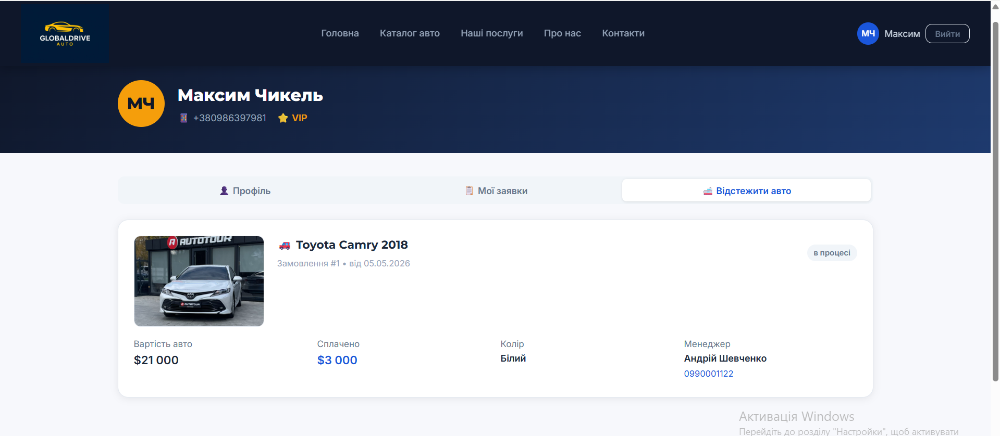 GLOBALDRIVE
AUTO
Головна
Каталог авто
Наші послуги
Про нас
Контакти
МЧ
Максим
Вийти
МЧ
Максим Чикель
+380986397981
VIP
Профіль
Мої заявки
Відстежити авто
AUTOTOUR
AUTOTOUR
Toyota Camry 2018
Замовлення #1 • від 05.05.2026
в процесі
Вартість авто
$21 000
Сплачено
$3 000
Колір
Білий
Менеджер
Андрій Шевченко
0990001122
Активація Windows
Перейдіть до розділу "Настройки", щоб активувати